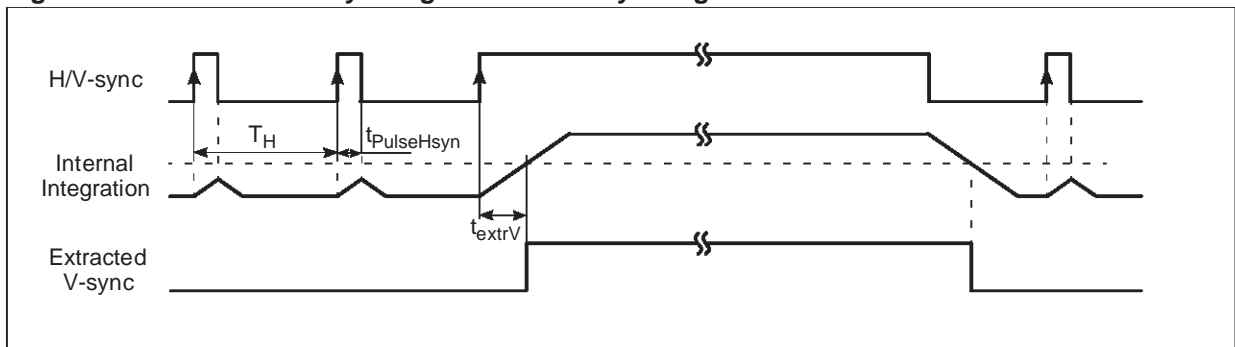 H/V-sync
T_H
t_PulseHsyn
Internal
Integration
t_extrV
Extracted
V-sync